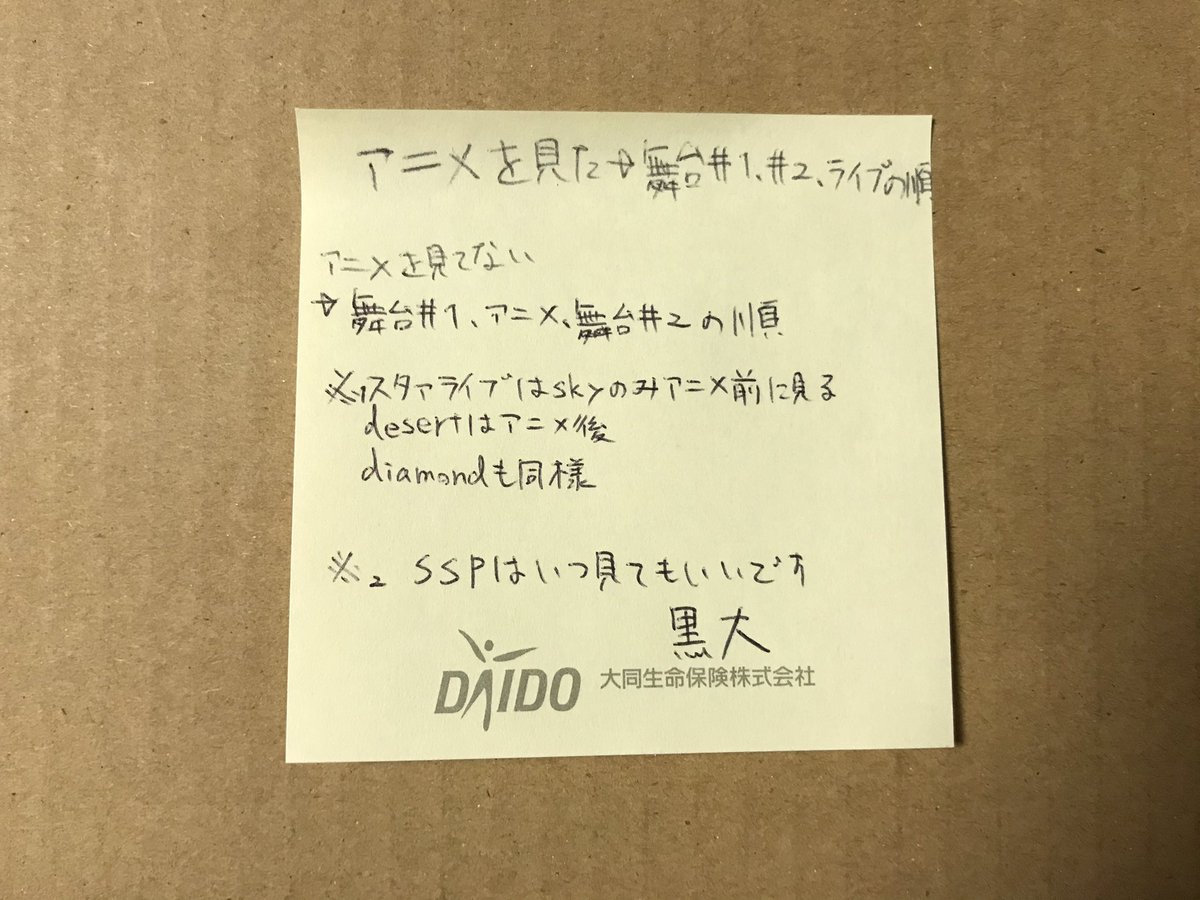 アニメを見た→舞台#1、#2、ライブの順
アニメを見てない
→舞台#1、アニメ、舞台#2の順
※1スタァライブはskyのみアニメ前に見る
desertはアニメ後
diamondも同様
※2 SSPはいつ見てもいいです
黒大
DAIDO 大同生命保険株式会社